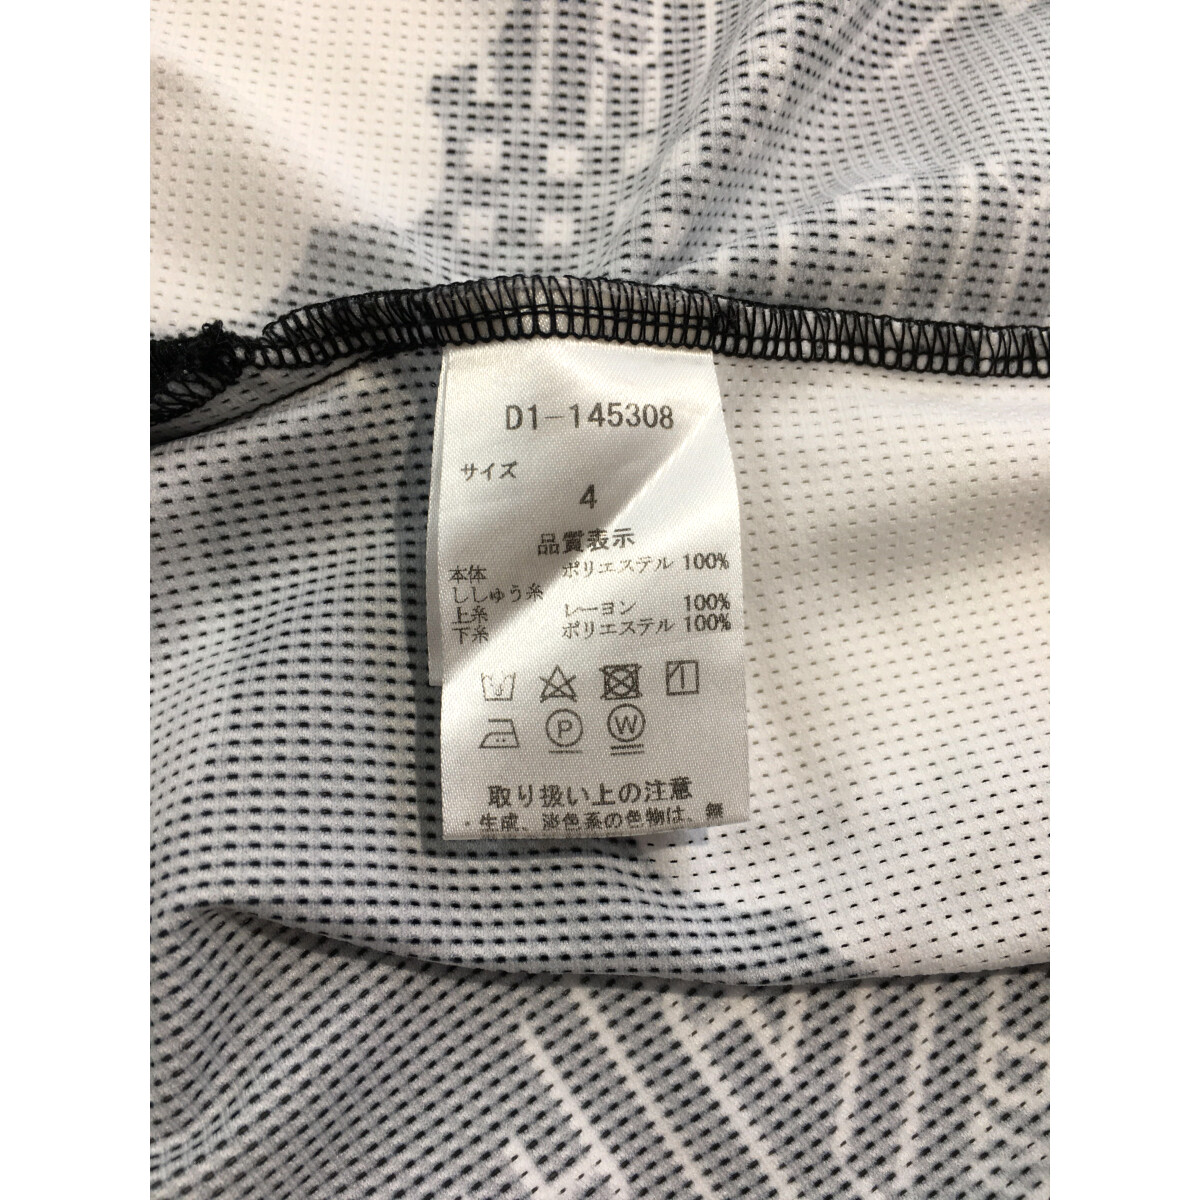 D1-145308
サイズ
4
品質表示
本体 ポリエステル 100%
ししゅう糸
上糸 レーヨン 100%
下糸 ポリエステル 100%
P W
取り扱い上の注意
・生成、淡色系の色物は、無